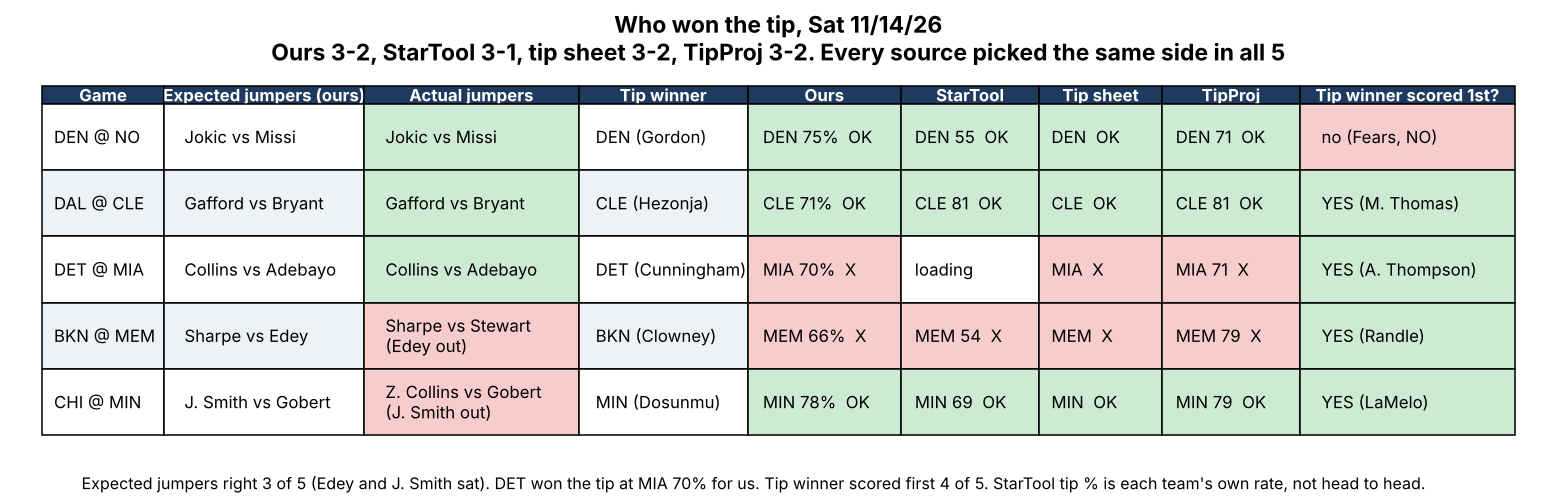 Who won the tip, Sat 11/14/26
Ours 3-2, StarTool 3-1, tip sheet 3-2, TipProj 3-2. Every source picked the same side in all 5
Game Expected jumpers (ours) Actual jumpers Tip winner Ours StarTool Tip sheet TipProj Tip winner scored 1st?
DEN @ NO Jokic vs Missi Jokic vs Missi DEN (Gordon) DEN 75% OK DEN 55 OK DEN OK DEN 71 OK no (Fears, NO)
DAL @ CLE Gafford vs Bryant Gafford vs Bryant CLE (Hezonja) CLE 71% OK CLE 81 OK CLE OK CLE 81 OK YES (M. Thomas)
DET @ MIA Collins vs Adebayo Collins vs Adebayo DET (Cunningham) MIA 70% X loading MIA X MIA 71 X YES (A. Thompson)
BKN @ MEM Sharpe vs Edey Sharpe vs Stewart
(Edey out) BKN (Clowney) MEM 66% X MEM 54 X MEM X MEM 79 X YES (Randle)
CHI @ MIN J. Smith vs Gobert Z. Collins vs Gobert
(J. Smith out) MIN (Dosunmu) MIN 78% OK MIN 69 OK MIN OK MIN 79 OK YES (LaMelo)
Expected jumpers right 3 of 5 (Edey and J. Smith sat). DET won the tip at MIA 70% for us. Tip winner scored first 4 of 5. StarTool tip % is each team's own rate, not head to head.